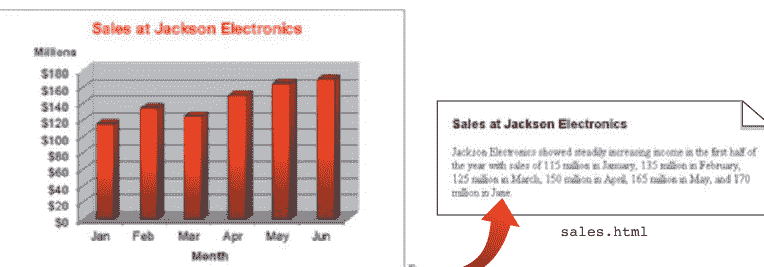 Sales at Jackson Electronics
Millions
$180
$160
$140
$120
$100
$80
$60
$40
$20
$0
Jan Feb Mar Apr May Jun
Month
Sales at Jackson Electronics
Jackson Electronics showed steadily increasing income in the first half of
the year with sales of 115 million in January, 135 million in February,
125 million in March, 150 million in April, 165 million in May, and 170
million in June.
sales.html